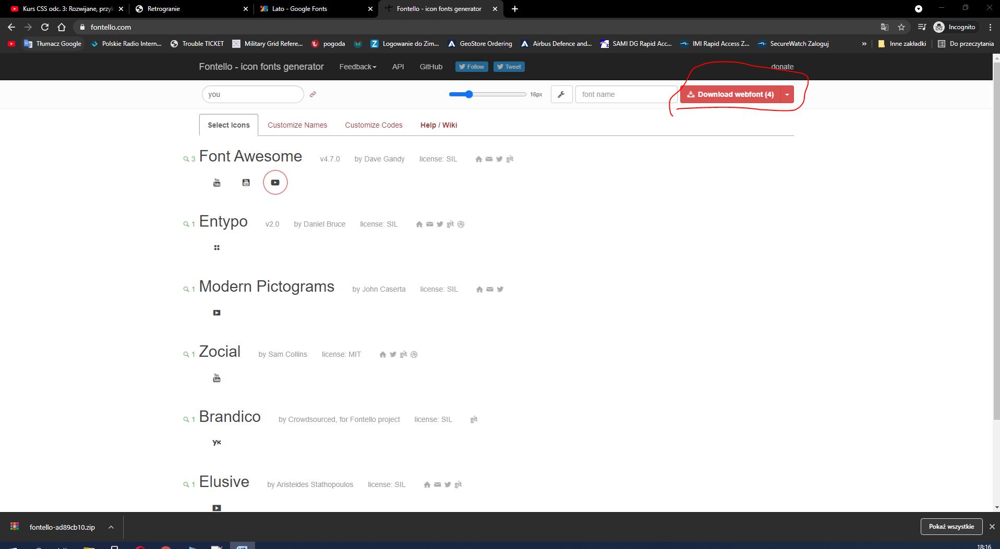 Kurs CSS odc. 3: Rozwijane, przyk
Retrogranie
Lato - Google Fonts
Fontello - icon fonts generator
fontello.com
Incognito
Tłumacz Google
Polskie Radio Intern...
Trouble TICKET
Military Grid Refere...
pogoda
Logowanie do Zim...
GeoStore Ordering
Airbus Defence and...
SAMI DG Rapid Acc...
IMI Rapid Access Z...
SecureWatch Zaloguj
»
Inne zakładki
Do przeczytania
Fontello - icon fonts generator
Feedback
API
GitHub
Follow
Tweet
donate
you
16px
font name
Download webfont (4)
Select Icons
Customize Names
Customize Codes
Help / Wiki
3 Font Awesome v4.7.0 by Dave Gandy license: SIL git
You Tube
You Tube
1 Entypo v2.0 by Daniel Bruce license: SIL git
1 Modern Pictograms by John Caserta license: SIL
1 Zocial by Sam Collins license: MIT git
You Tube
1 Brandico by Crowdsourced, for Fontello project license: SIL git
1 Elusive by Aristeides Stathopoulos license: SIL git
fontello-ad89cb10.zip
Pokaż wszystkie
18:16